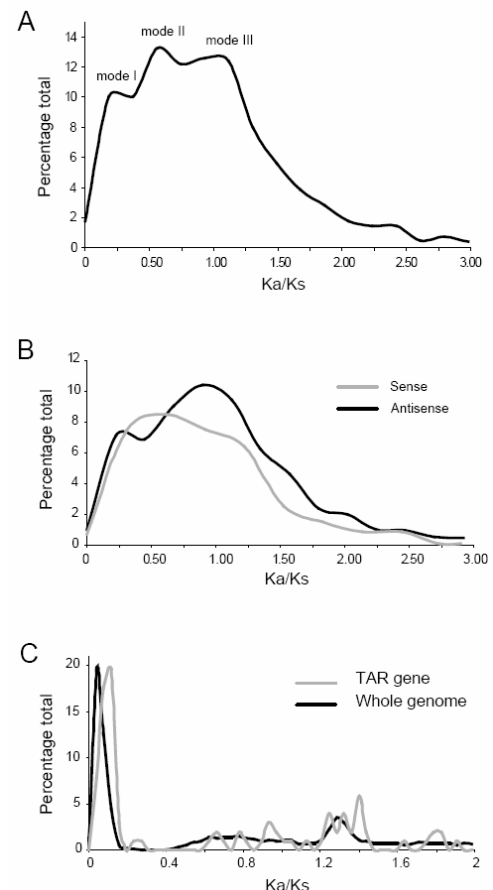 A
mode I
mode II
mode III
Percentage total
14
12
10
8
6
4
2
0
0 0.50 1.00 1.00 2.00 2.50 3.00
Ka/Ks
B
Sense
Antisense
Percentage total
12
10
8
6
4
2
0
0 0.50 1.00 1.50 2.00 2.50 3.00
Ka/Ks
C
TAR gene
Whole genome
Percentage total
20
15
10
5
0
0 0.4 0.8 1.2 1.6 2
Ka/Ks